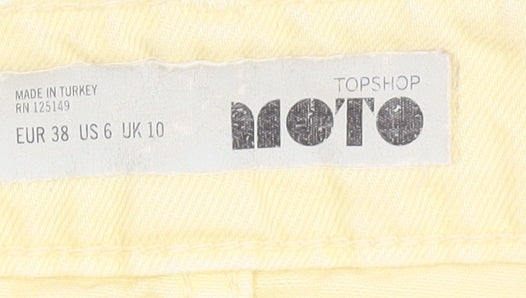 MADE IN TURKEY
RN 125149
EUR 38 US 6 UK 10
TOPSHOP
MOTO